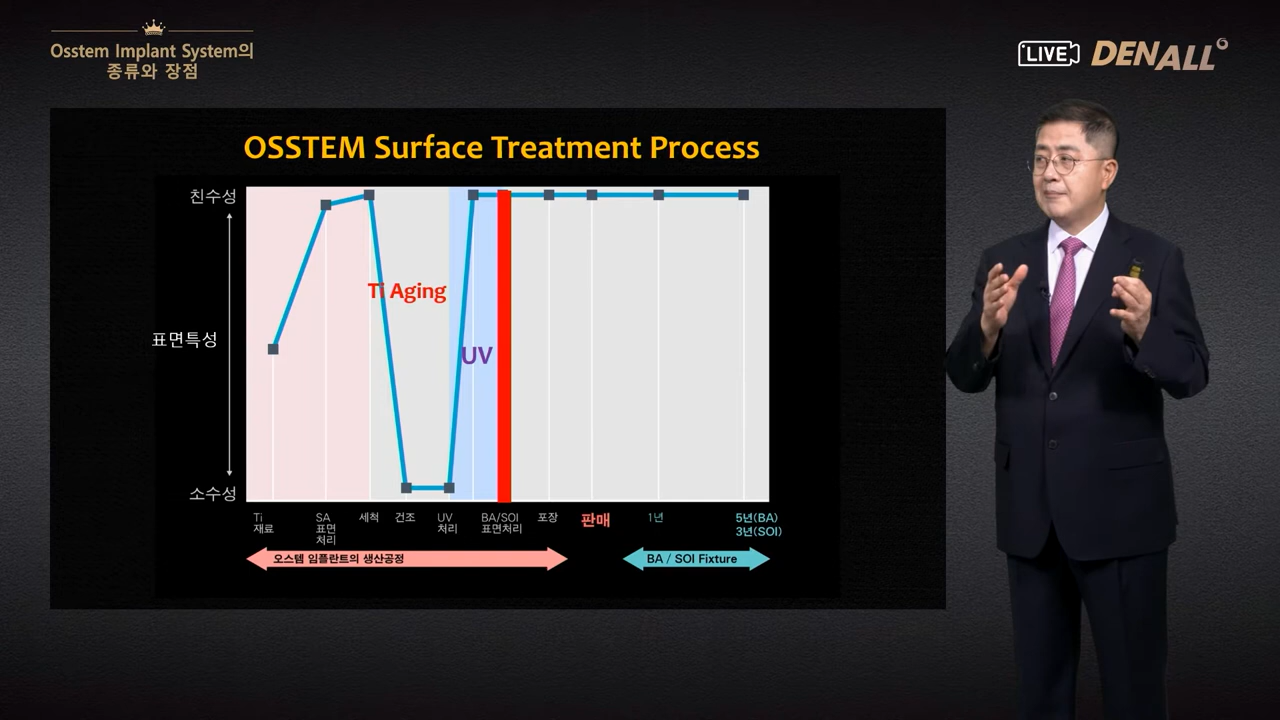 Osstem Implant System의
종류와 장점
LIVE
DENALL
OSSTEM Surface Treatment Process
친수성
표면특성
소수성
Ti Aging
UV
Ti
재료
SA
표면
처리
세척
건조
UV
처리
BA/SOI
표면처리
포장
판매
1년
5년(BA)
3년(SOI)
오스템 임플란트의 생산공정
BA / SOI Fixture